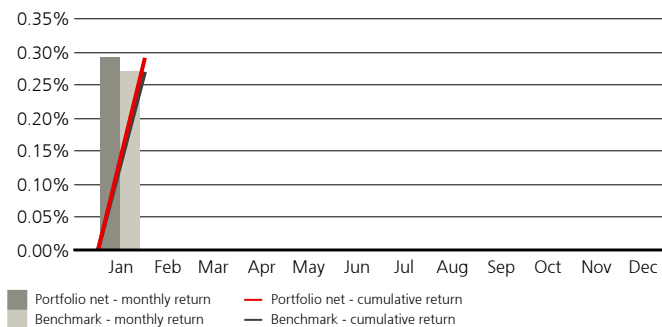 0.35%
0.30%
0.25%
0.20%
0.15%
0.10%
0.05%
0.00%
Jan Feb Mar Apr May Jun Jul Aug Sep Oct Nov Dec
Portfolio net - monthly return Portfolio net - cumulative return
Benchmark - monthly return Benchmark - cumulative return